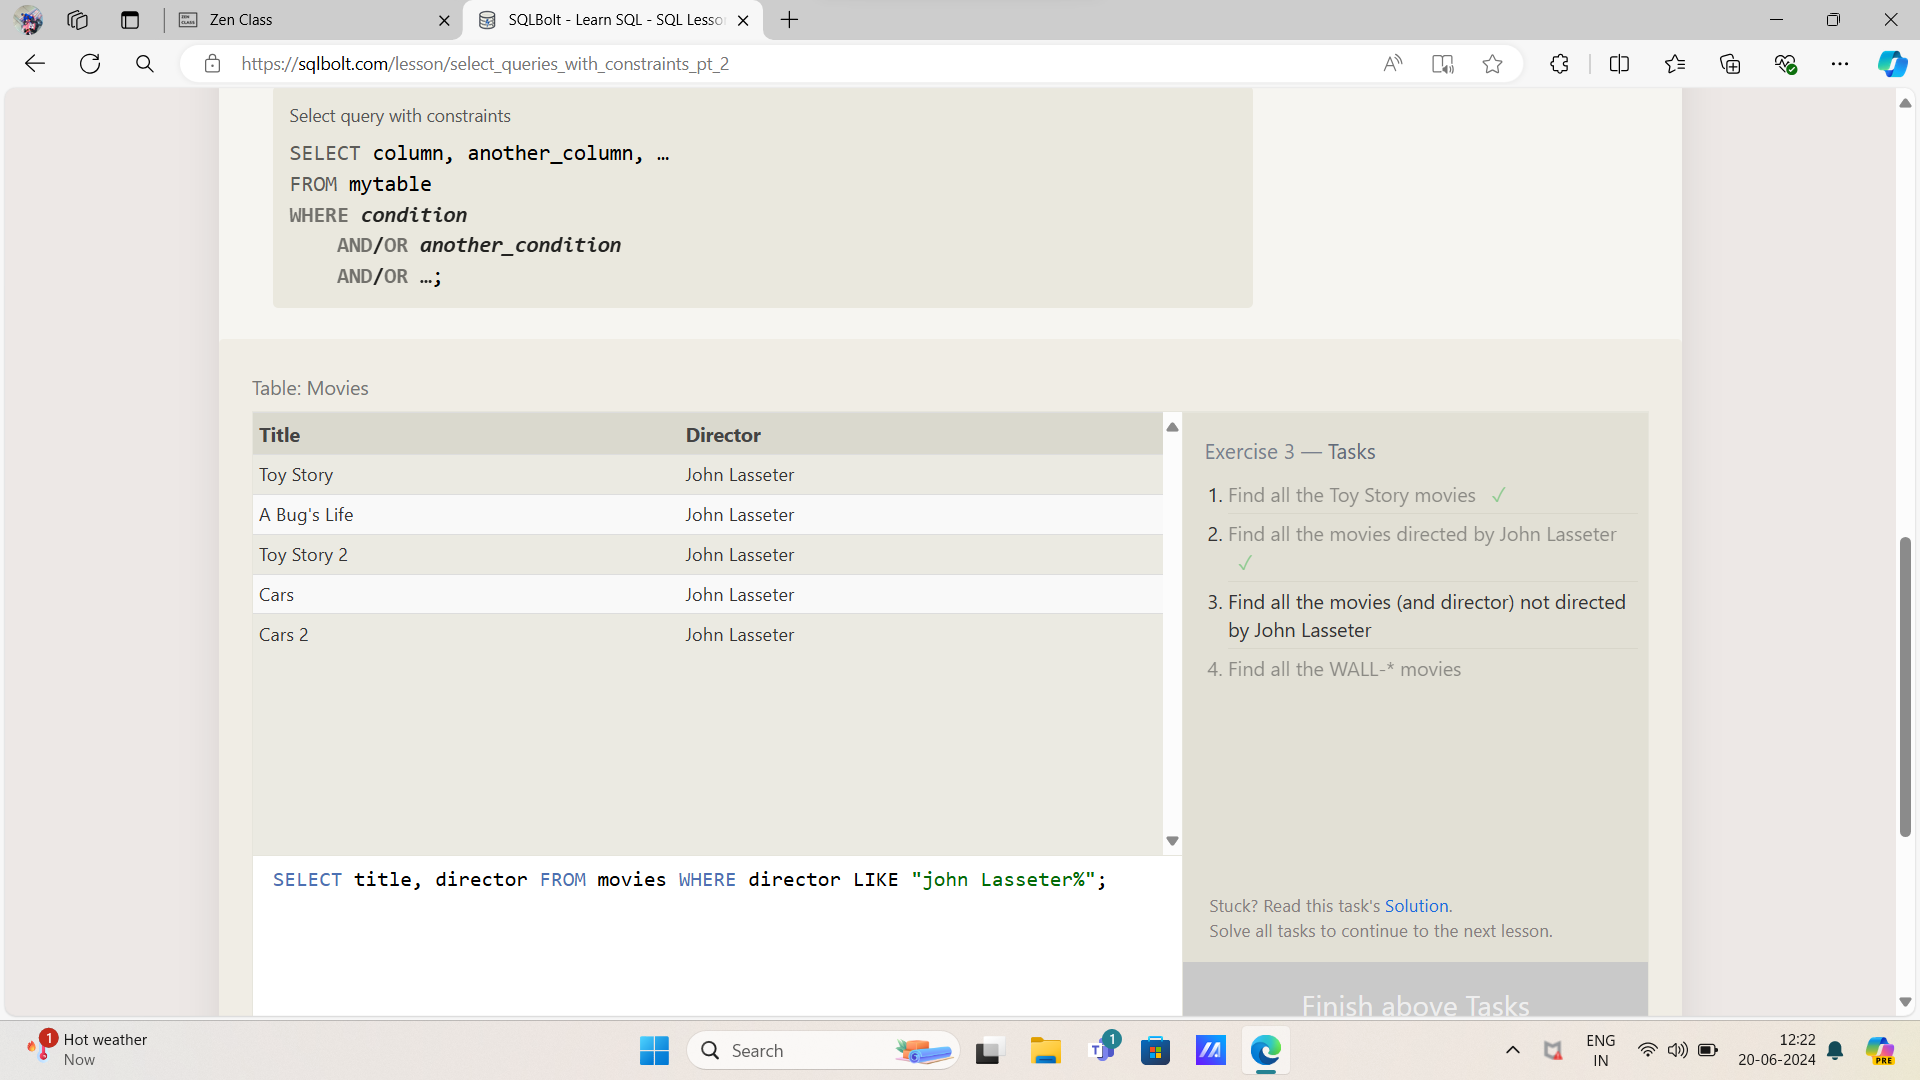 Zen Class
SQLBolt - Learn SQL - SQL Lesso
https://sqlbolt.com/lesson/select_queries_with_constraints_pt_2
Select query with constraints
SELECT column, another_column, …
FROM mytable
WHERE condition
AND/OR another_condition
AND/OR …;
Table: Movies
Title Director
Toy Story John Lasseter
A Bug's Life John Lasseter
Toy Story 2 John Lasseter
Cars John Lasseter
Cars 2 John Lasseter
SELECT title, director FROM movies WHERE director LIKE "john Lasseter%";
Exercise 3 — Tasks
1. Find all the Toy Story movies ✓
2. Find all the movies directed by John Lasseter
✓
3. Find all the movies (and director) not directed
by John Lasseter
4. Find all the WALL-* movies
Stuck? Read this task's Solution.
Solve all tasks to continue to the next lesson.
Finish above Tasks
1
Hot weather
Now
Search
1
ENG
IN
12:22
20-06-2024
PRE